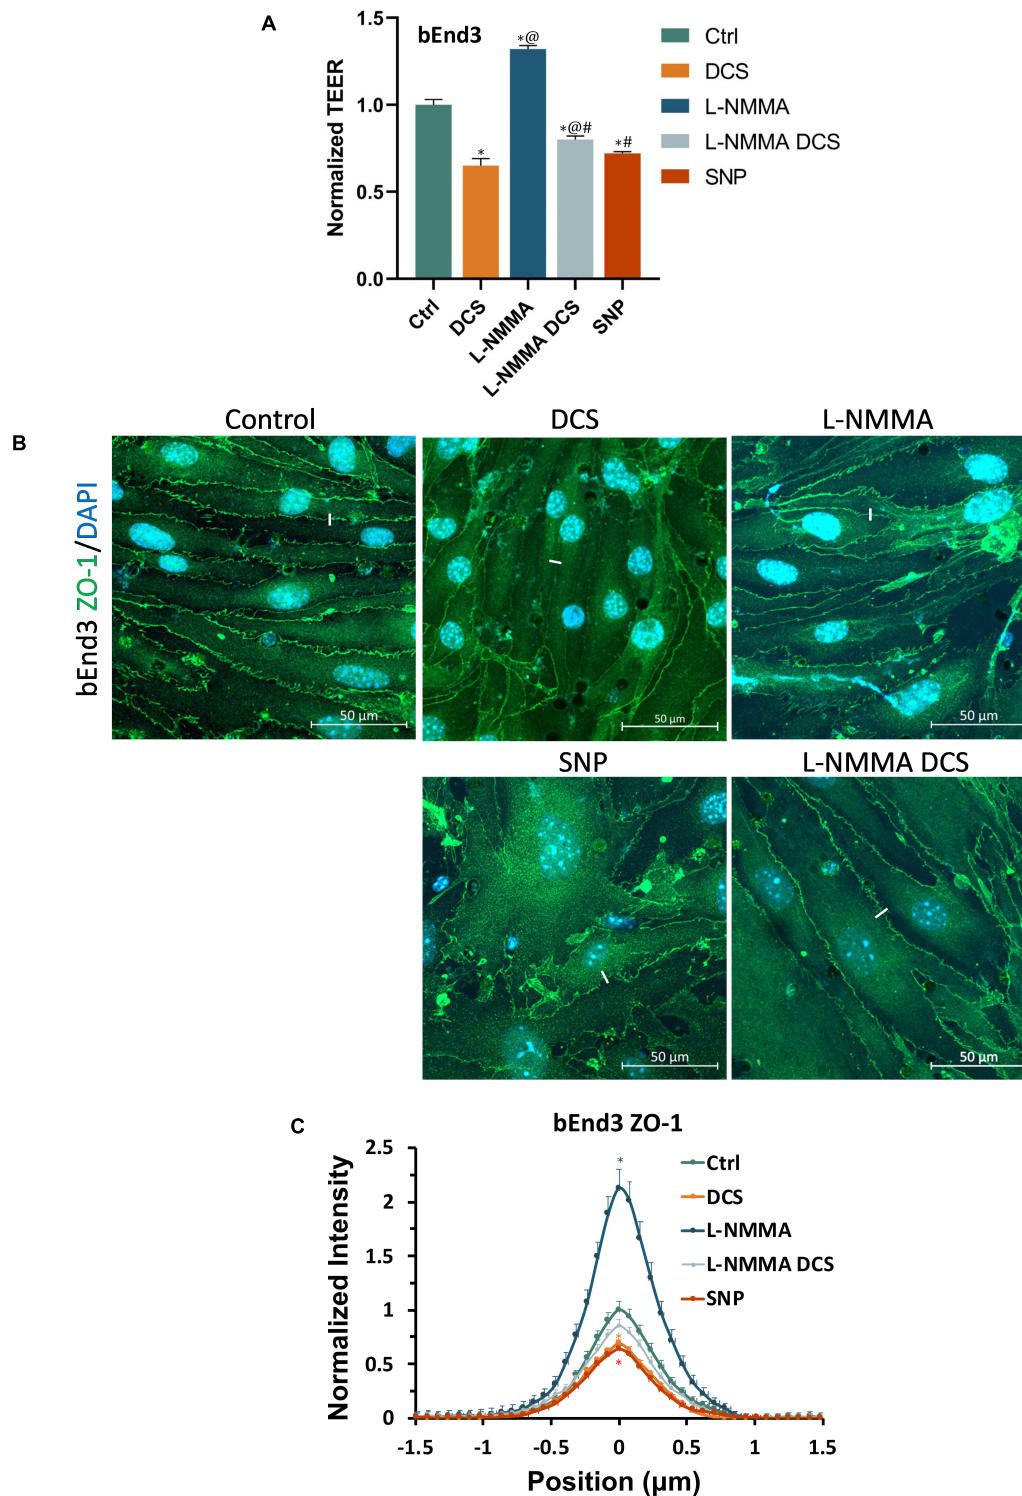 A
bEnd3
Normalized TEER
1.5
1.0
0.5
0.0
*
*@
*@#
*#
Ctrl
DCS
L-NMMA
L-NMMA DCS
SNP
Ctrl
DCS
L-NMMA
L-NMMA DCS
SNP
B
bEnd3 ZO-1/DAPI
Control
DCS
L-NMMA
50 µm
50 µm
50 µm
SNP
L-NMMA DCS
50 µm
50 µm
C
bEnd3 ZO-1
Normalized Intensity
2.5
2
1.5
1
0.5
0
*
*
*
Ctrl
DCS
L-NMMA
L-NMMA DCS
SNP
-1.5 -1 -0.5 0 0.5 1 1.5
Position (µm)